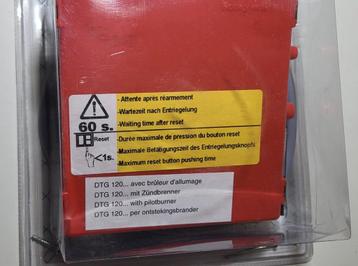 - Attente après réarmement
- Wartezeit nach Entriegelung
60 s. - Waiting time after reset
Reset - Durée maximale de pression du bouton reset
- Maximale Betätigungszeit des Entriegelungsknopfs
<1s. - Maximum reset button pushing time
DTG 120... avec brûleur d'allumage
DTG 120... mit Zündbrenner
DTG 120... with pilotburner
DTG 120... per ontstekingsbrander